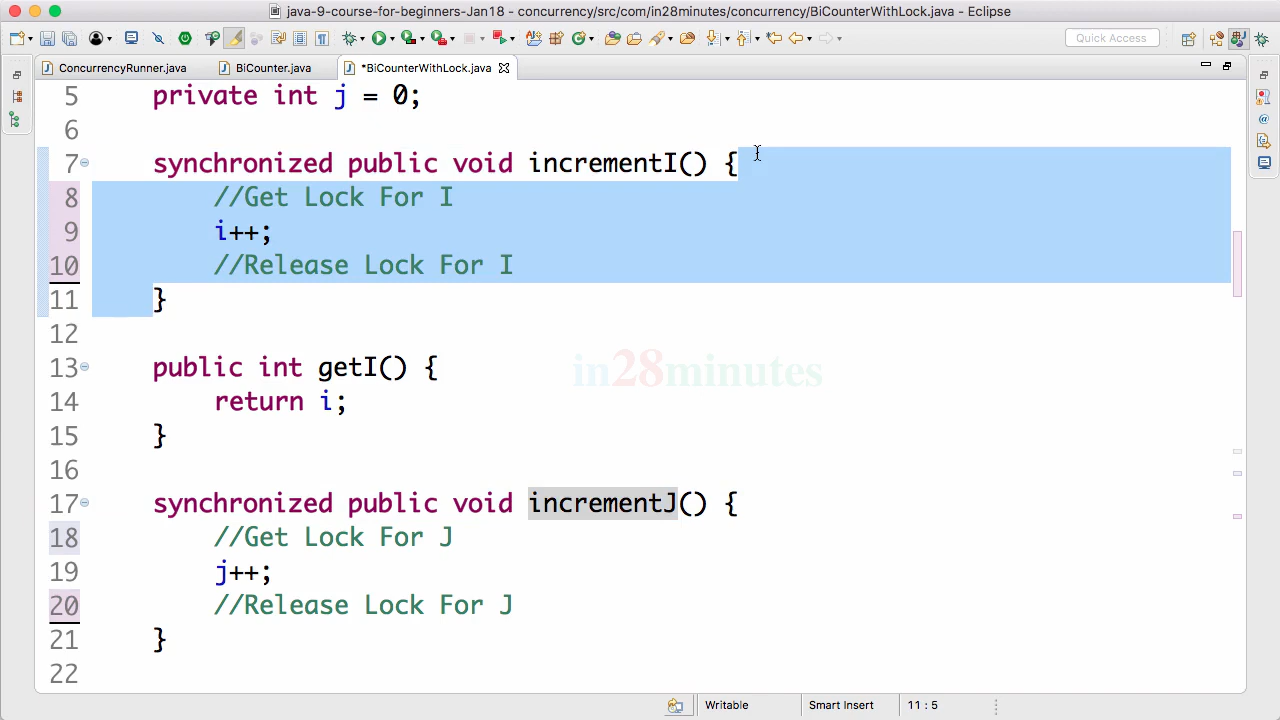 java-9-course-for-beginners-Jan18 - concurrency/src/com/in28minutes/concurrency/BiCounterWithLock.java - Eclipse
Quick Access
ConcurrencyRunner.java BiCounter.java *BiCounterWithLock.java
5 private int j = 0;
6
7 synchronized public void incrementI() {
8 //Get Lock For I
9 i++;
10 //Release Lock For I
11 }
12
13 public int getI() {
in28minutes
14 return i;
15 }
16
17 synchronized public void incrementJ() {
18 //Get Lock For J
19 j++;
20 //Release Lock For J
21 }
22
Writable Smart Insert 11 : 5